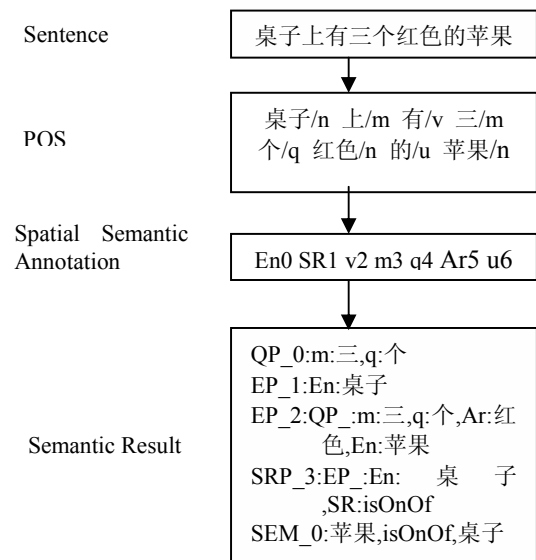 Sentence
桌子上有三个红色的苹果
POS
桌子/n 上/m 有/v 三/m
个/q 红色/n 的/u 苹果/n
Spatial Semantic
Annotation
En0 SR1 v2 m3 q4 Ar5 u6
Semantic Result
QP_0:m:三,q:个
EP_1:En:桌子
EP_2:QP_:m:三,q:个,Ar:红
色,En:苹果
SRP_3:EP_:En: 桌 子
,SR:isOnOf
SEM_0:苹果,isOnOf,桌子